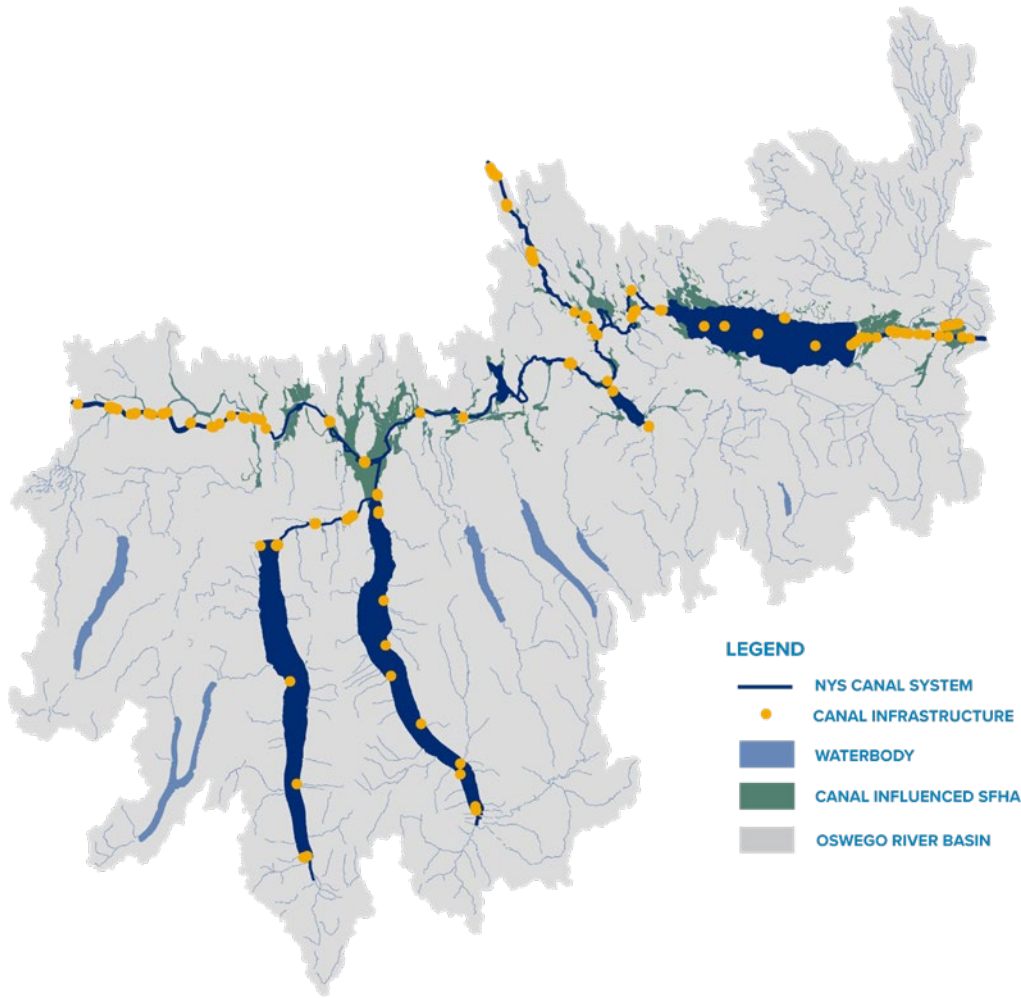 LEGEND
NYS CANAL SYSTEM
CANAL INFRASTRUCTURE
WATERBODY
CANAL INFLUENCED SFHA
OSWEGO RIVER BASIN